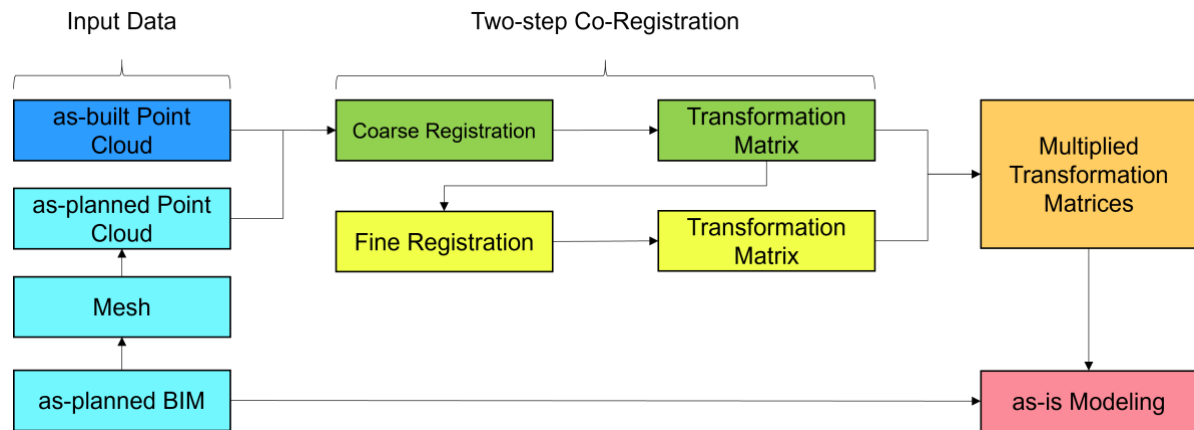 Input Data
Two-step Co-Registration
as-built Point
Cloud
Coarse Registration
Transformation
Matrix
Multiplied
Transformation
Matrices
as-planned Point
Cloud
Fine Registration
Transformation
Matrix
Mesh
as-planned BIM
as-is Modeling